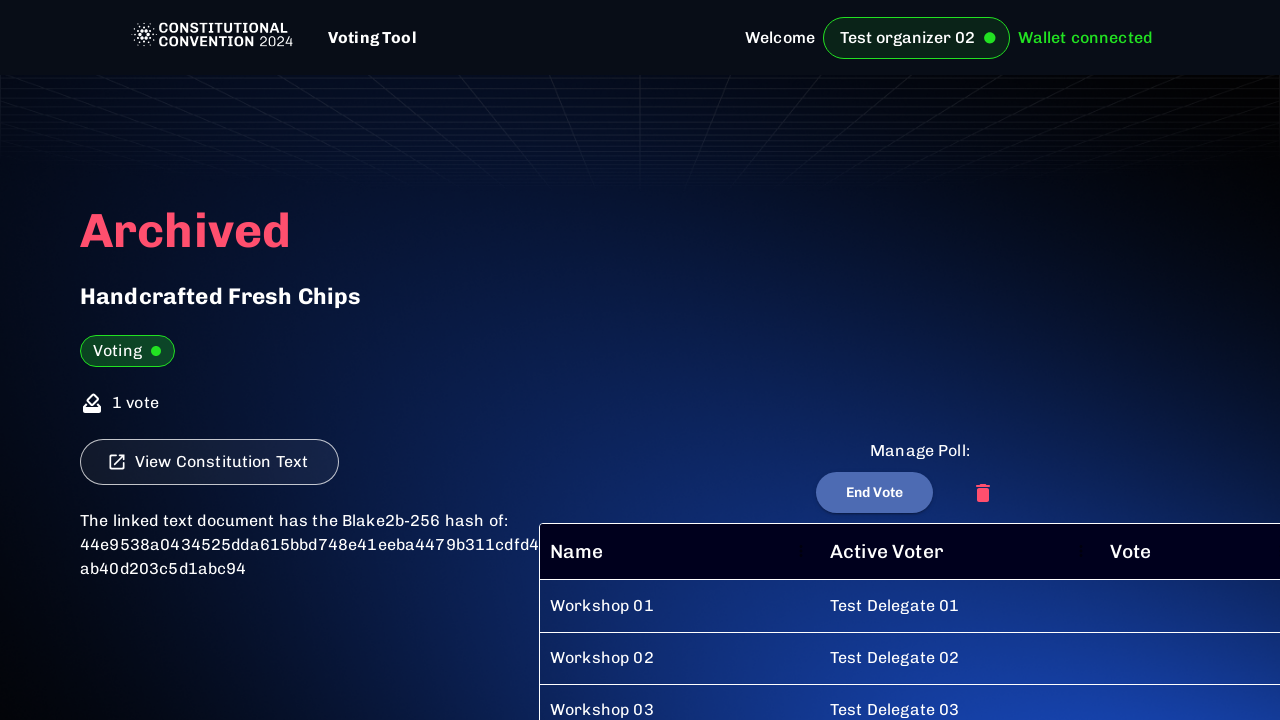 CONSTITUTIONAL
CONVENTION 2024
Voting Tool
Welcome
Test organizer 02
Wallet connected
Archived
Handcrafted Fresh Chips
Voting
1 vote
View Constitution Text
The linked text document has the Blake2b-256 hash of:
44e9538a0434525dda615bbd748e41eeba4479b311cdfd4
ab40d203c5d1abc94
Manage Poll:
End Vote
Name Active Voter Vote
Workshop 01 Test Delegate 01
Workshop 02 Test Delegate 02
Workshop 03 Test Delegate 03